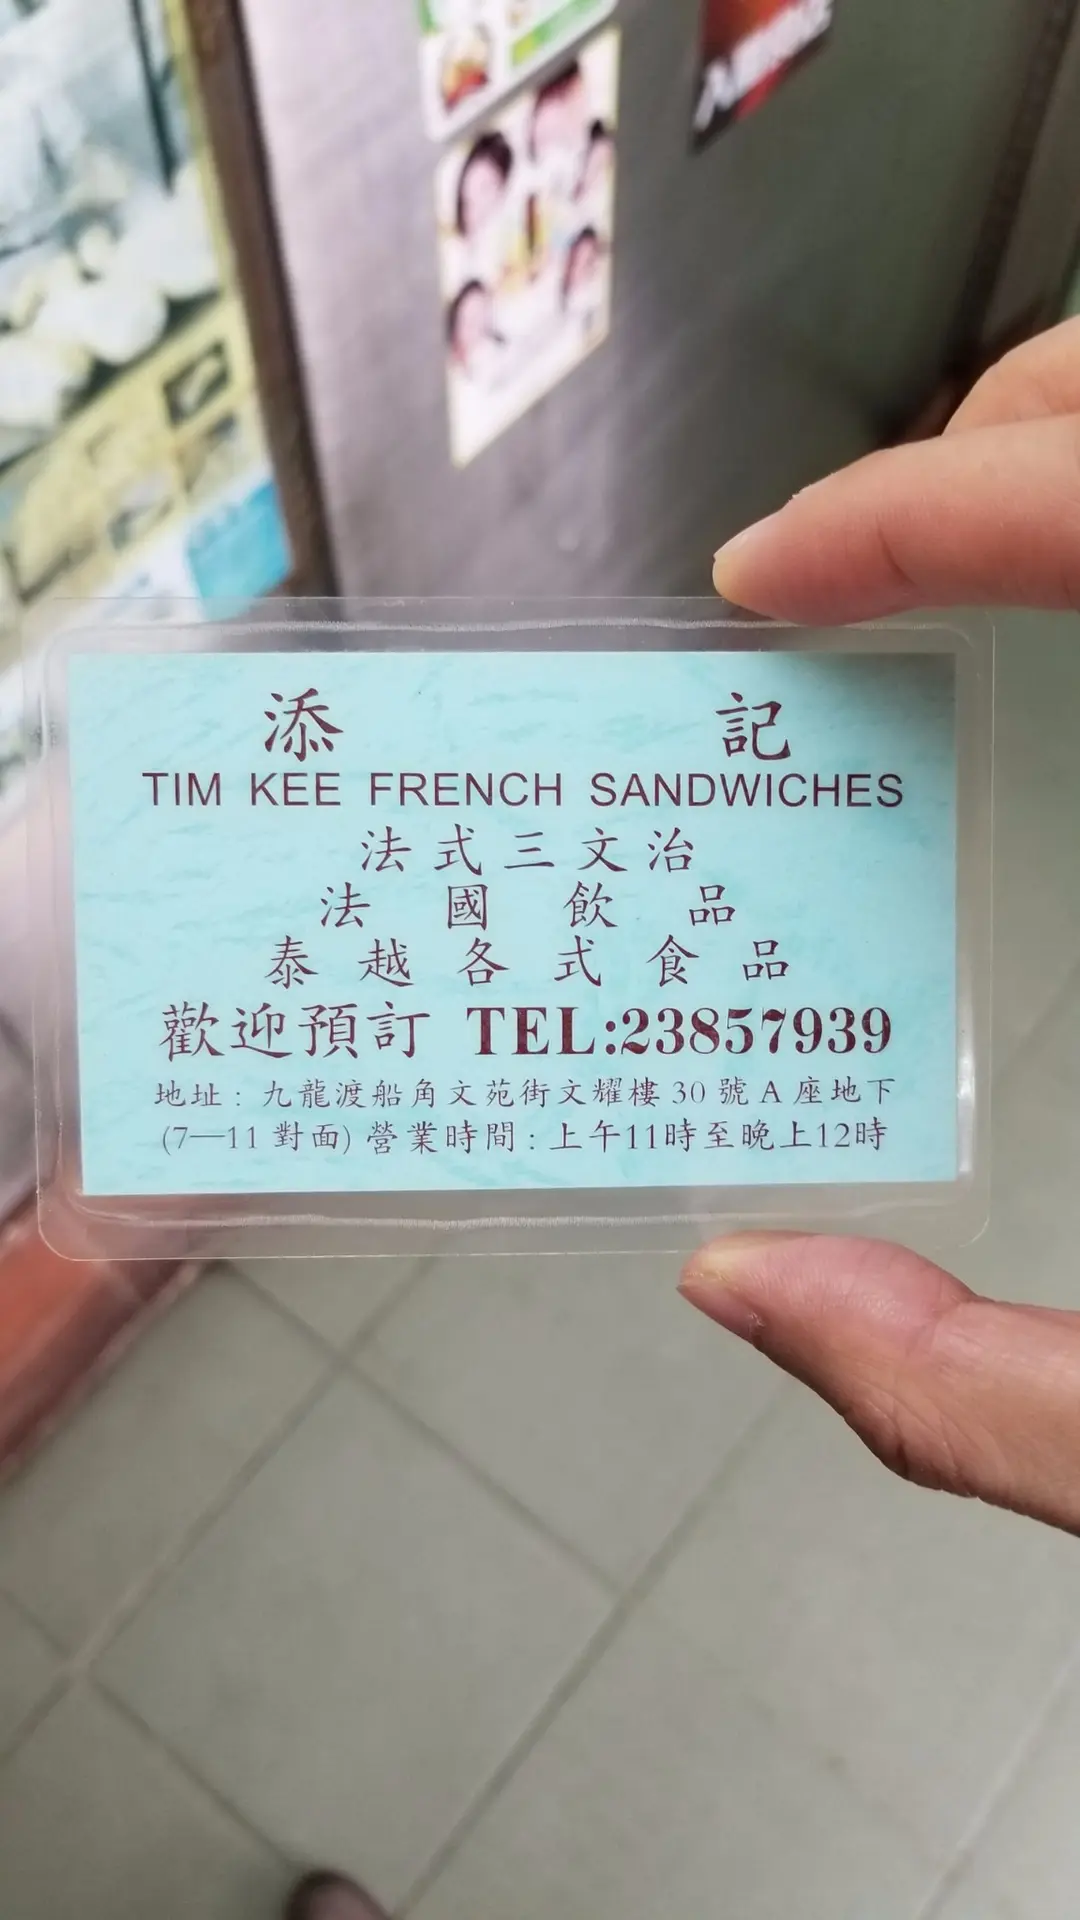 添記
TIM KEE FRENCH SANDWICHES
法式三文治
法國飲品
泰越各式食品
歡迎預訂 TEL:23857939
地址：九龍渡船角文苑街文耀樓30號A座地下
(7—11 對面) 營業時間：上午11時至晚上12時